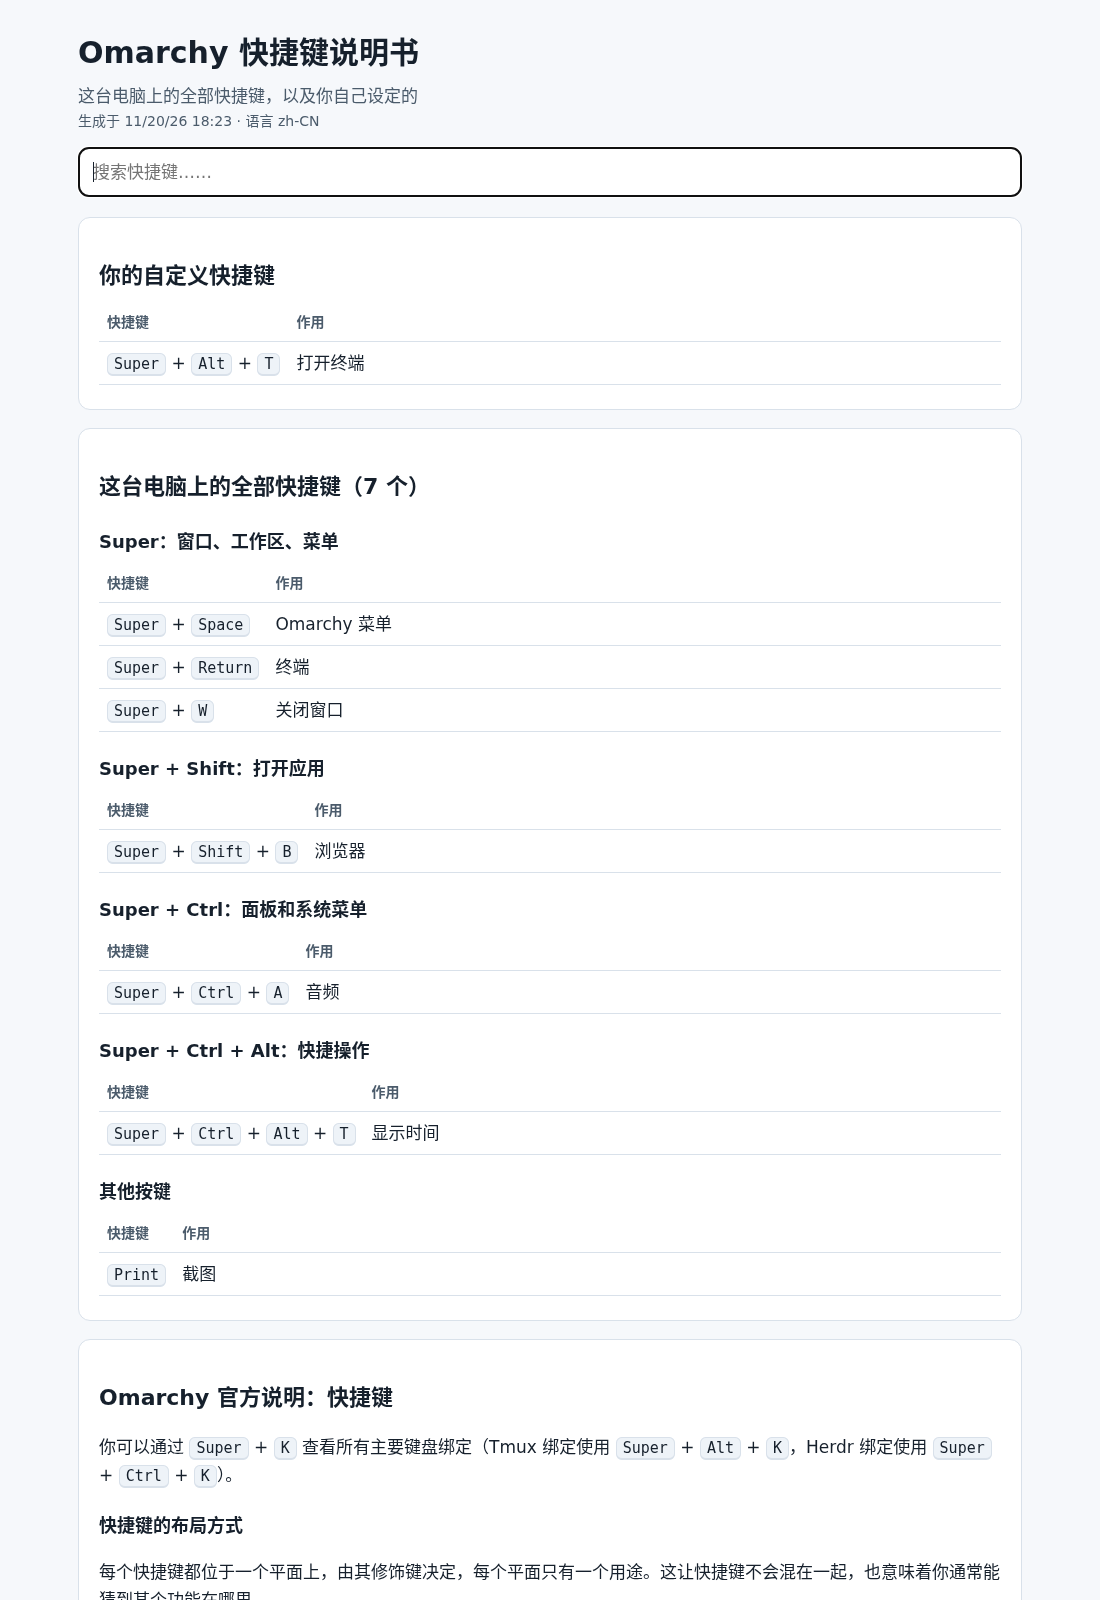 Omarchy 快捷键说明书
这台电脑上的全部快捷键，以及你自己设定的
生成于 11/20/26 18:23 · 语言 zh-CN
搜索快捷键……
你的自定义快捷键
快捷键 作用
Super + Alt + T 打开终端
这台电脑上的全部快捷键（7 个）
Super：窗口、工作区、菜单
快捷键 作用
Super + Space Omarchy 菜单
Super + Return 终端
Super + W 关闭窗口
Super + Shift：打开应用
快捷键 作用
Super + Shift + B 浏览器
Super + Ctrl：面板和系统菜单
快捷键 作用
Super + Ctrl + A 音频
Super + Ctrl + Alt：快捷操作
快捷键 作用
Super + Ctrl + Alt + T 显示时间
其他按键
快捷键 作用
Print 截图
Omarchy 官方说明：快捷键
你可以通过 Super + K 查看所有主要键盘绑定（Tmux 绑定使用 Super + Alt + K，Herdr 绑定使用 Super
+ Ctrl + K）。
快捷键的布局方式
每个快捷键都位于一个平面上，由其修饰键决定，每个平面只有一个用途。这让快捷键不会混在一起，也意味着你通常能
猜到某个功能在哪里